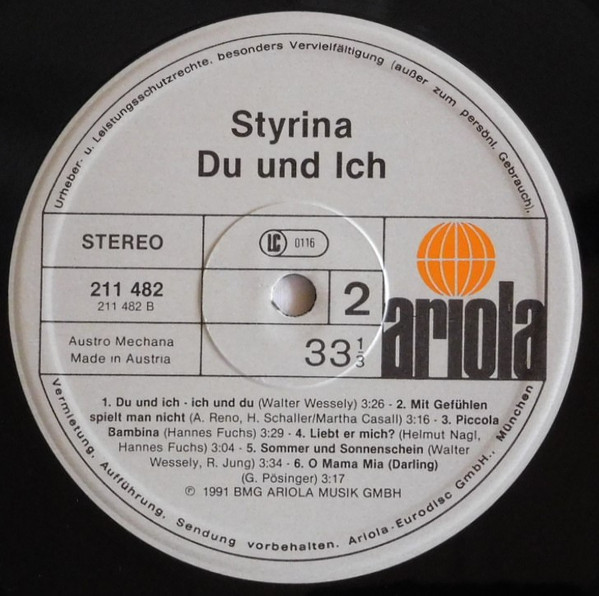 Urheber- u. Leistungsschutzrechte, besonders Vervielfältigung (außer zum persönl. Gebrauch),
Styrina
Du und Ich
STEREO
LC 0116
211 482
211 482 B
2
ariola
Austro Mechana
Made in Austria
33 1/3
1. Du und ich · ich und du (Walter Wessely) 3:26 · 2. Mit Gefühlen
spielt man nicht (A. Reno, H. Schaller/Martha Casall) 3:16 · 3. Piccola
Bambina (Hannes Fuchs) 3:29 · 4. Liebt er mich? (Helmut Nagl,
Hannes Fuchs) 3:04 · 5. Sommer und Sonnenschein (Walter
Wessely, R. Jung) 3:34 · 6. O Mama Mia (Darling)
(G. Pösinger) 3:17
℗ 1991 BMG ARIOLA MUSIK GMBH
Vermietung, Aufführung, Sendung vorbehalten. Ariola-Eurodisc GmbH., München